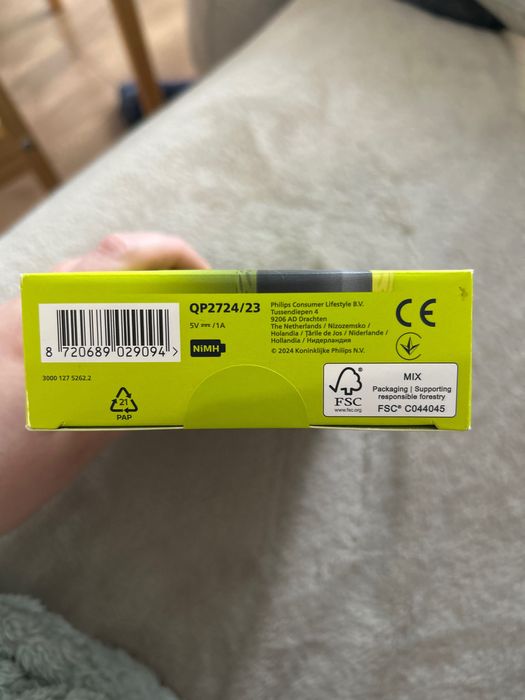 8 720689 029094 >
3000 127 5262.2
21
PAP
QP2724/23
5V ⎓ /1A
NiMH
Philips Consumer Lifestyle B.V.
Tussendiepen 4
9206 AD Drachten
The Netherlands / Nizozemsko /
Holandia / Țările de Jos / Niderlande /
Hollandia / Нидерландия
© 2024 Koninklijke Philips N.V.
CE
FSC
www.fsc.org
MIX
Packaging | Supporting
responsible forestry
FSC® C044045